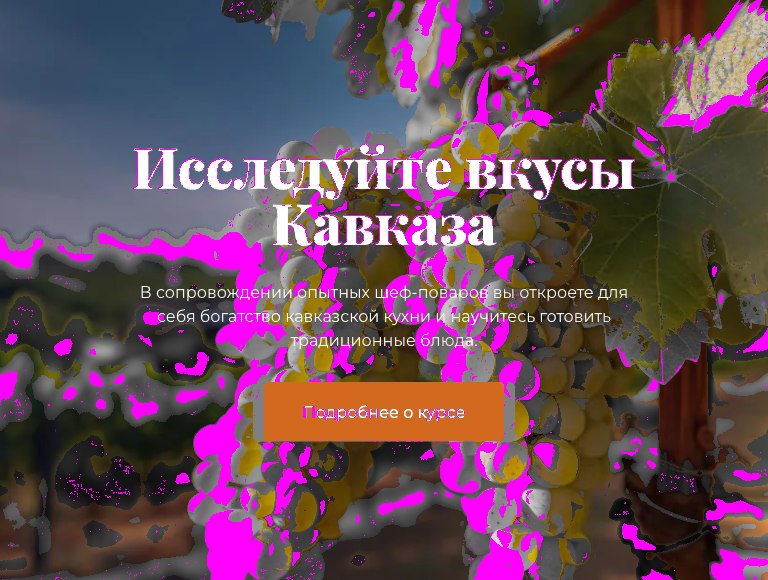 Исследуйте вкусы
Кавказа
В сопровождении опытных шеф-поваров вы откроете для
себя богатство кавказской кухни и научитесь готовить
традиционные блюда.
Подробнее о курсе